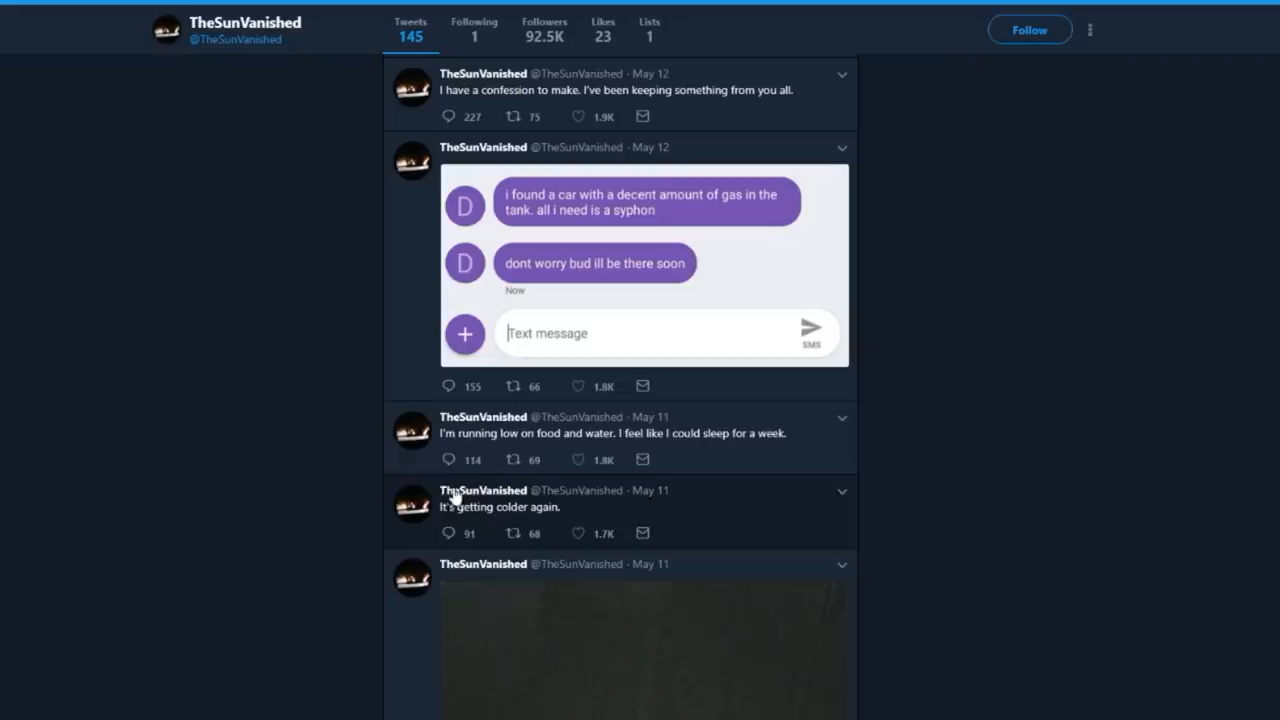 TheSunVanished
@TheSunVanished
Tweets
145
Following
1
Followers
92.5K
Likes
23
Lists
1
Follow
TheSunVanished @TheSunVanished · May 12
I have a confession to make. I've been keeping something from you all.
227 75 1.9K
TheSunVanished @TheSunVanished · May 12
D
i found a car with a decent amount of gas in the
tank. all i need is a syphon
D
dont worry bud ill be there soon
Now
+
Text message
SMS
155 66 1.8K
TheSunVanished @TheSunVanished · May 11
I'm running low on food and water. I feel like I could sleep for a week.
114 69 1.8K
TheSunVanished @TheSunVanished · May 11
It's getting colder again.
91 68 1.7K
TheSunVanished @TheSunVanished · May 11